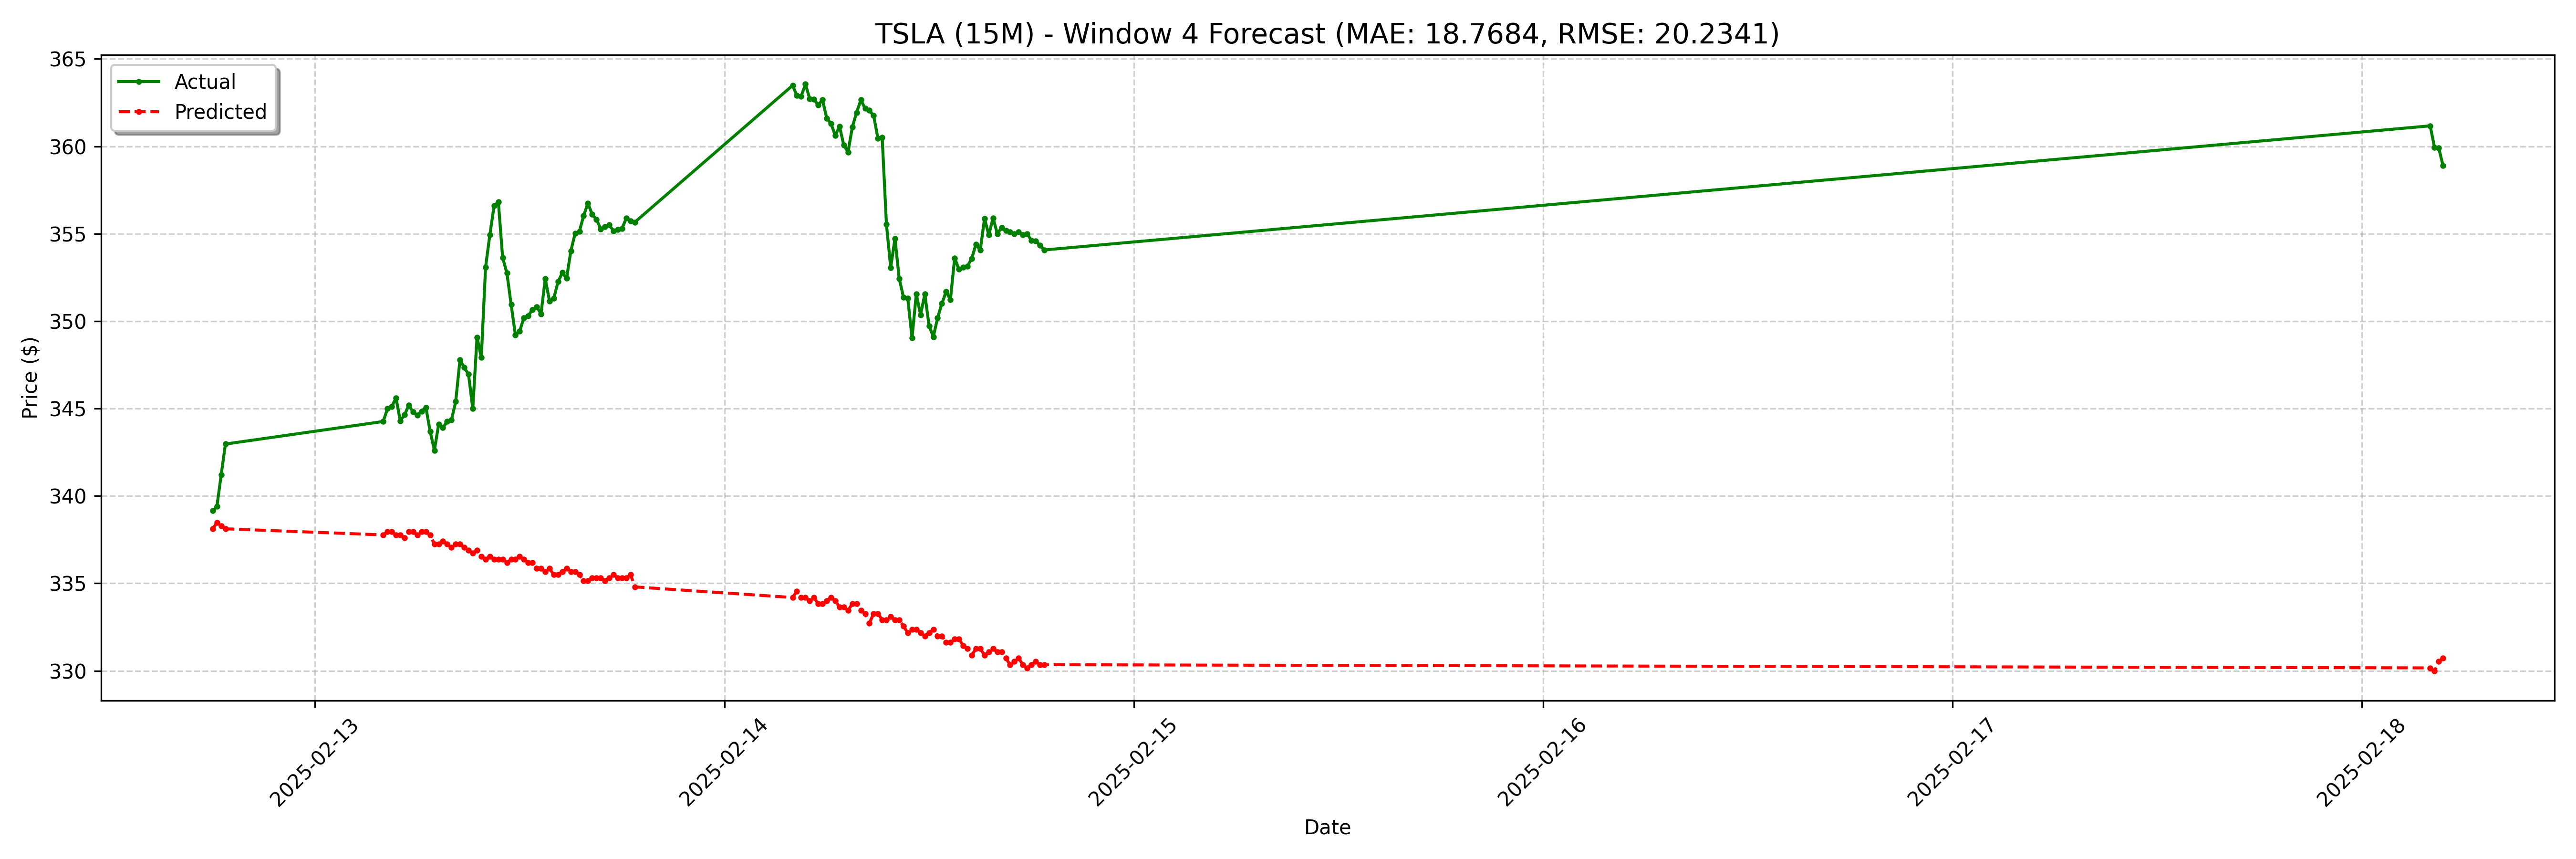 TSLA (15M) - Window 4 Forecast (MAE: 18.7684, RMSE: 20.2341)
Actual
Predicted
Price ($)
365
360
355
350
345
340
335
330
2025-02-13
2025-02-14
2025-02-15
2025-02-16
2025-02-17
2025-02-18
Date